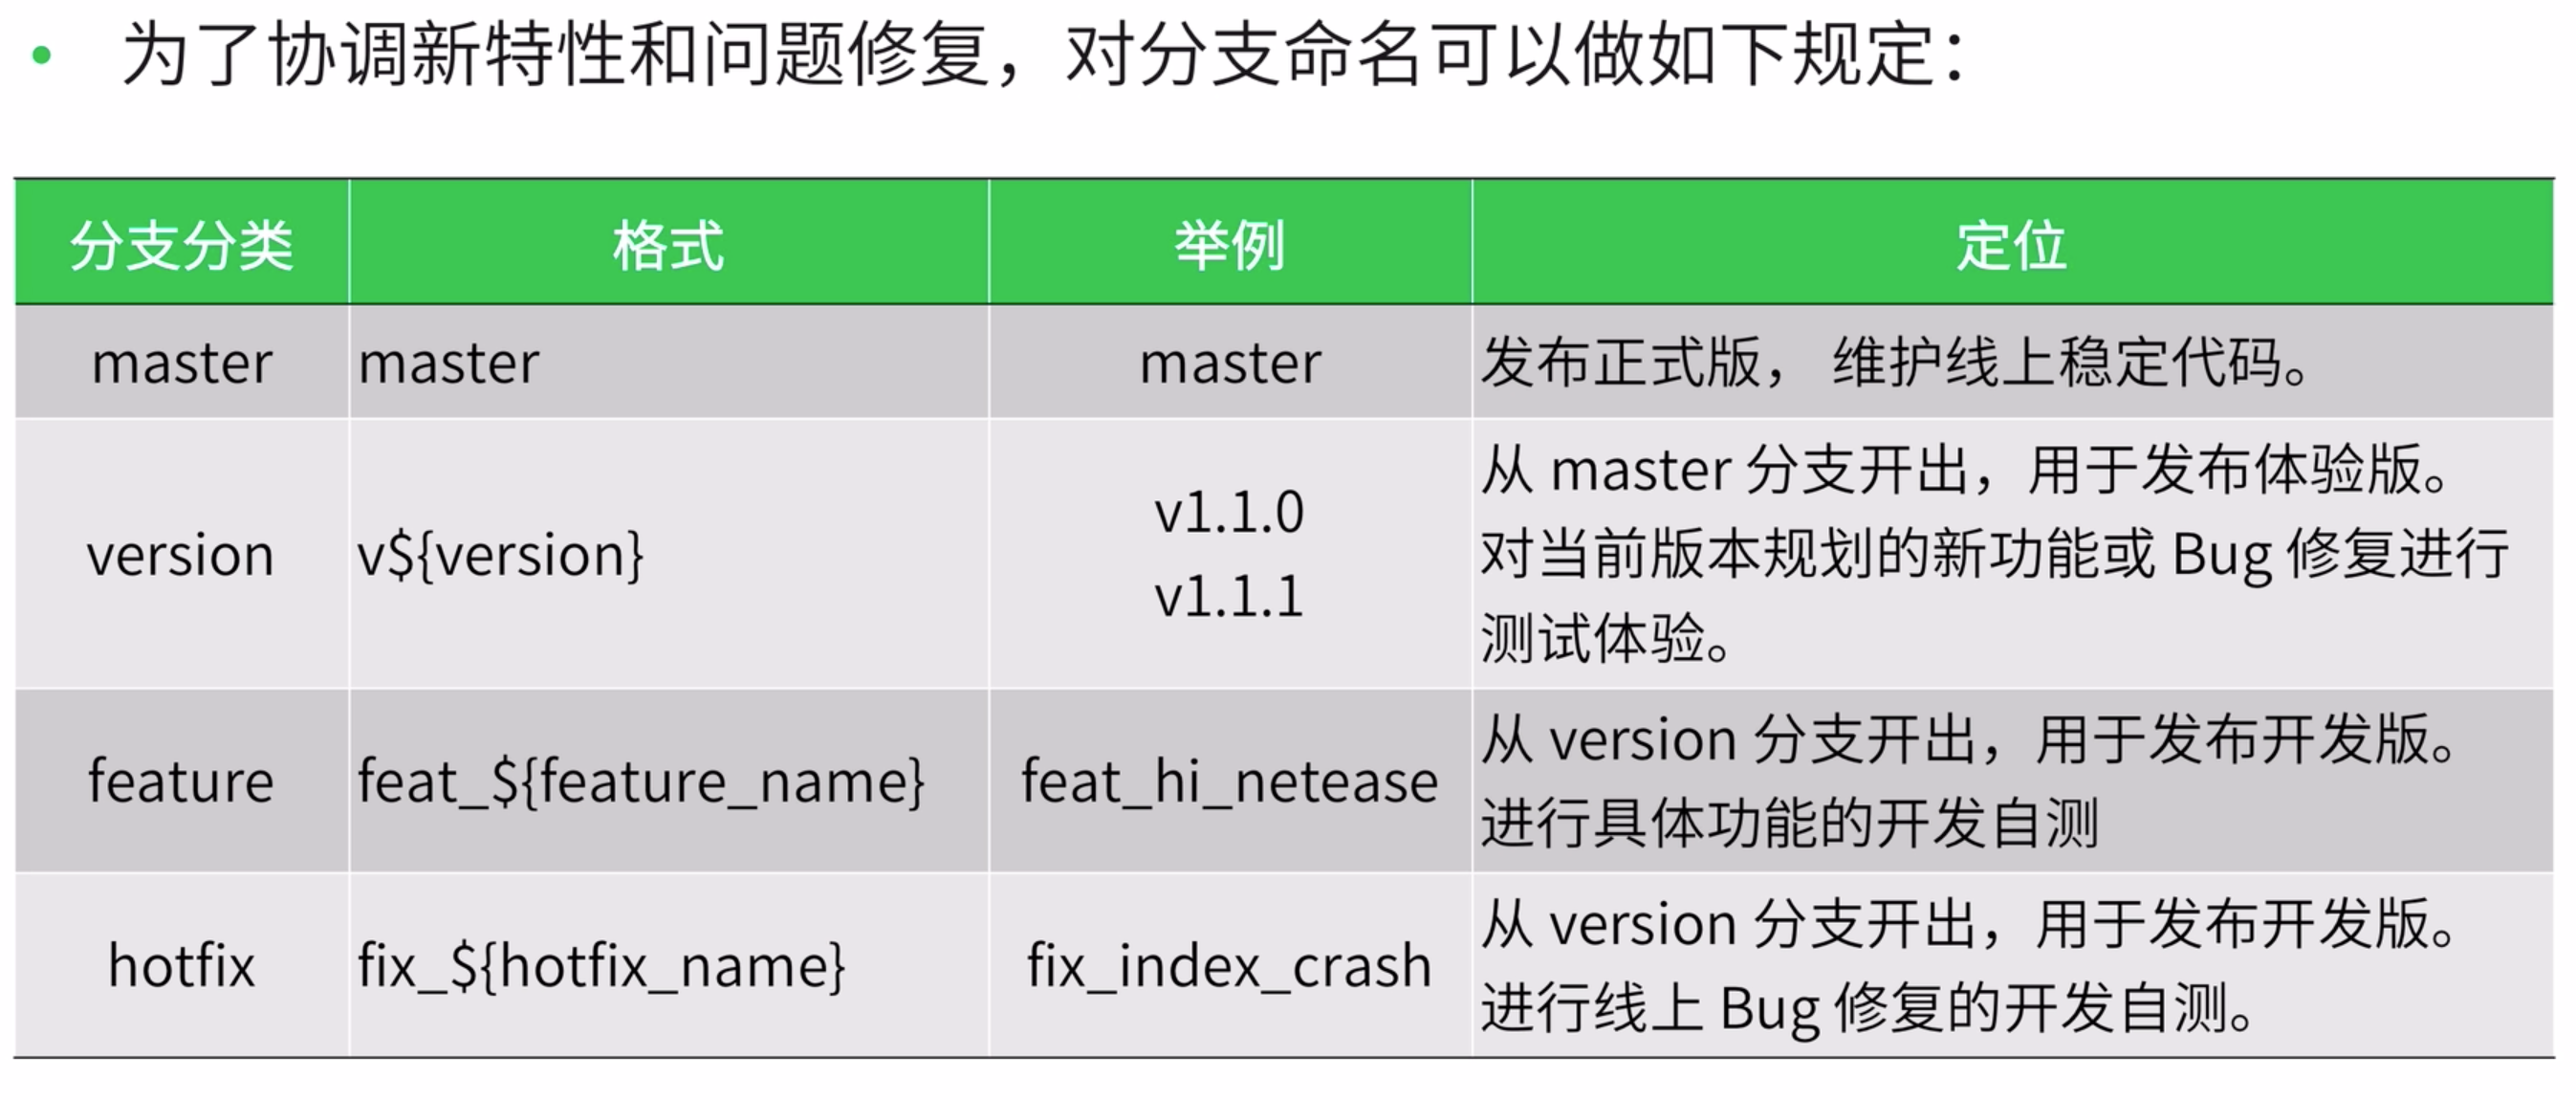 • 为了协调新特性和问题修复，对分支命名可以做如下规定：
分支分类 格式 举例 定位
master master master 发布正式版， 维护线上稳定代码。
version v${version} v1.1.0
v1.1.1
从 master 分支开出，用于发布体验版。
对当前版本规划的新功能或 Bug 修复进行
测试体验。
feature feat_${feature_name} feat_hi_netease
从 version 分支开出，用于发布开发版。
进行具体功能的开发自测
hotfix fix_${hotfix_name} fix_index_crash
从 version 分支开出，用于发布开发版。
进行线上 Bug 修复的开发自测。